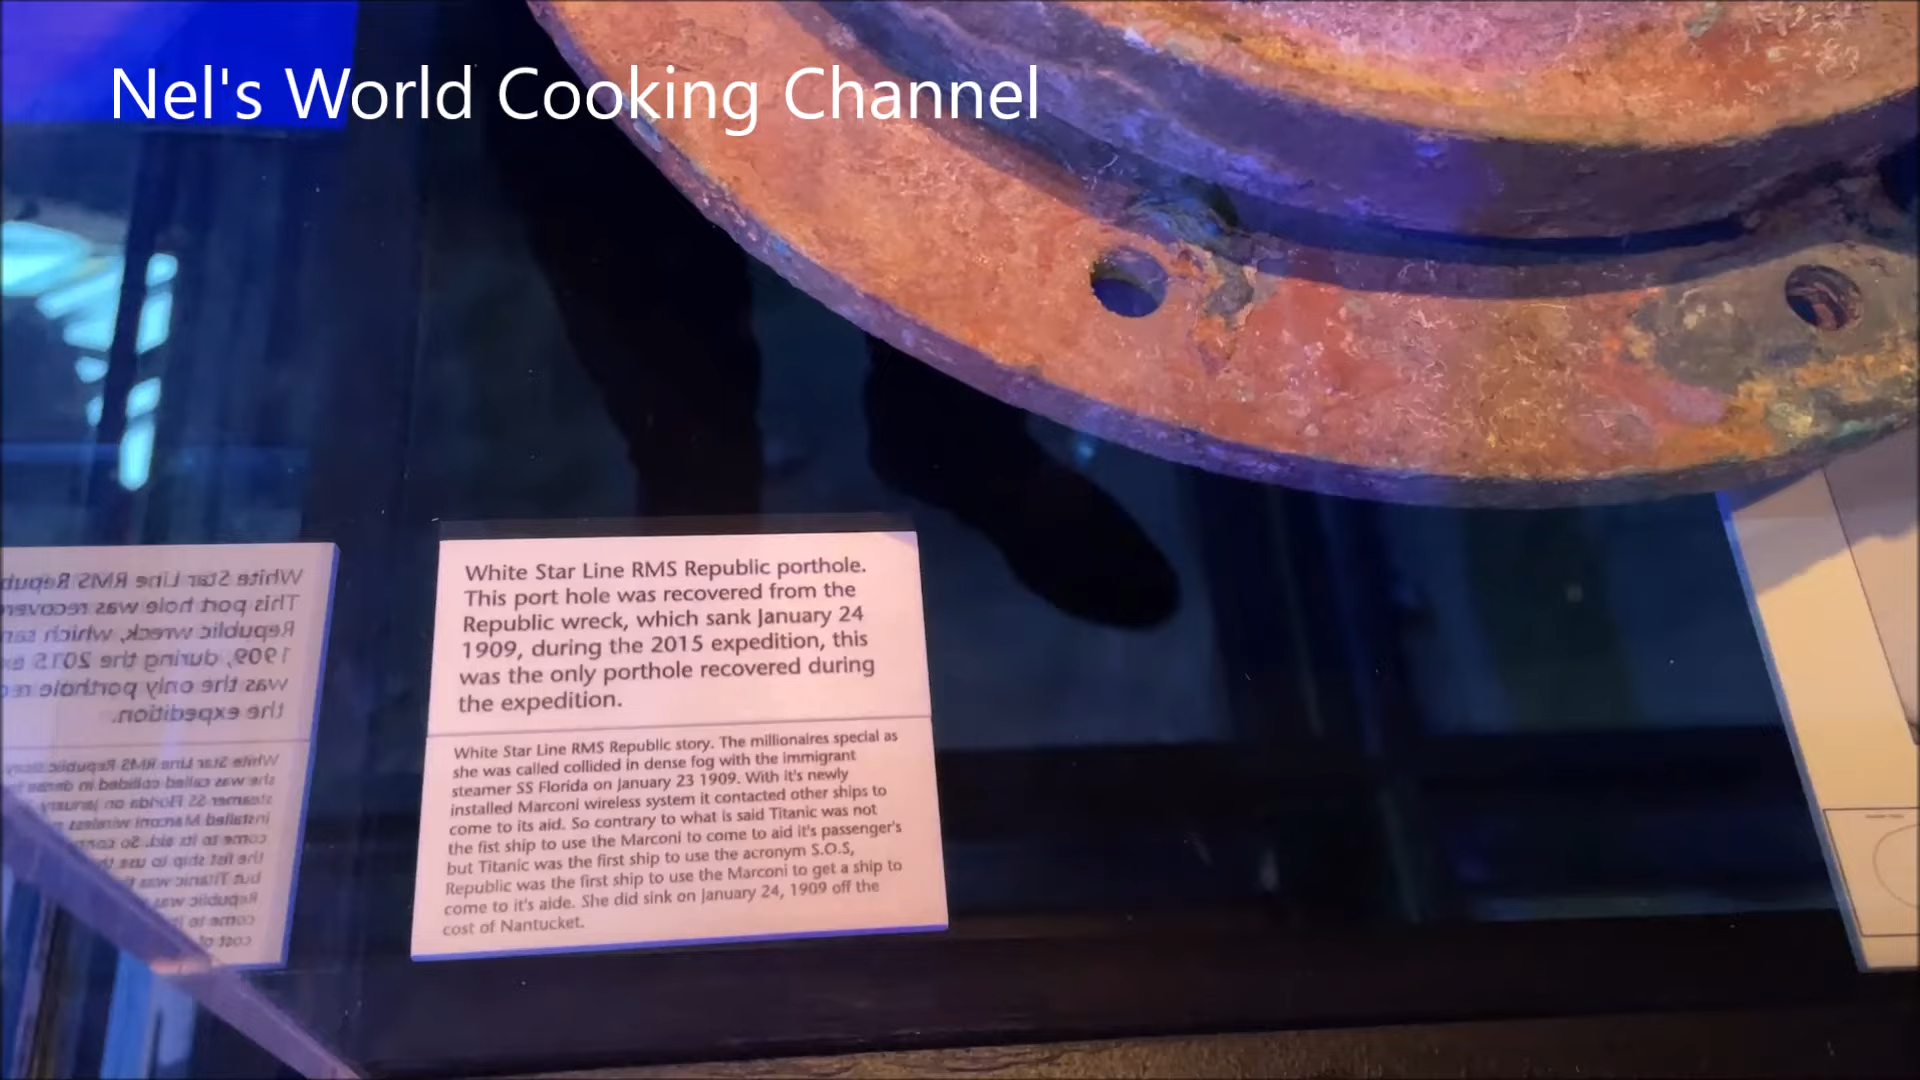 Nel's World Cooking Channel
White Star Line RMS Republic porthole.
This port hole was recovered from the
Republic wreck, which sank January 24
1909, during the 2015 expedition, this
was the only porthole recovered during
the expedition.
White Star Line RMS Republic story. The millionaires special as
she was called collided in dense fog with the immigrant
steamer SS Florida on January 23 1909. With it's newly
installed Marconi wireless system it contacted other ships to
come to its aid. So contrary to what is said Titanic was not
the fist ship to use the Marconi to come to aid it's passenger's
but Titanic was the first ship to use the acronym S.O.S,
Republic was the first ship to use the Marconi to get a ship to
come to it's aide. She did sink on January 24, 1909 off the
cost of Nantucket.